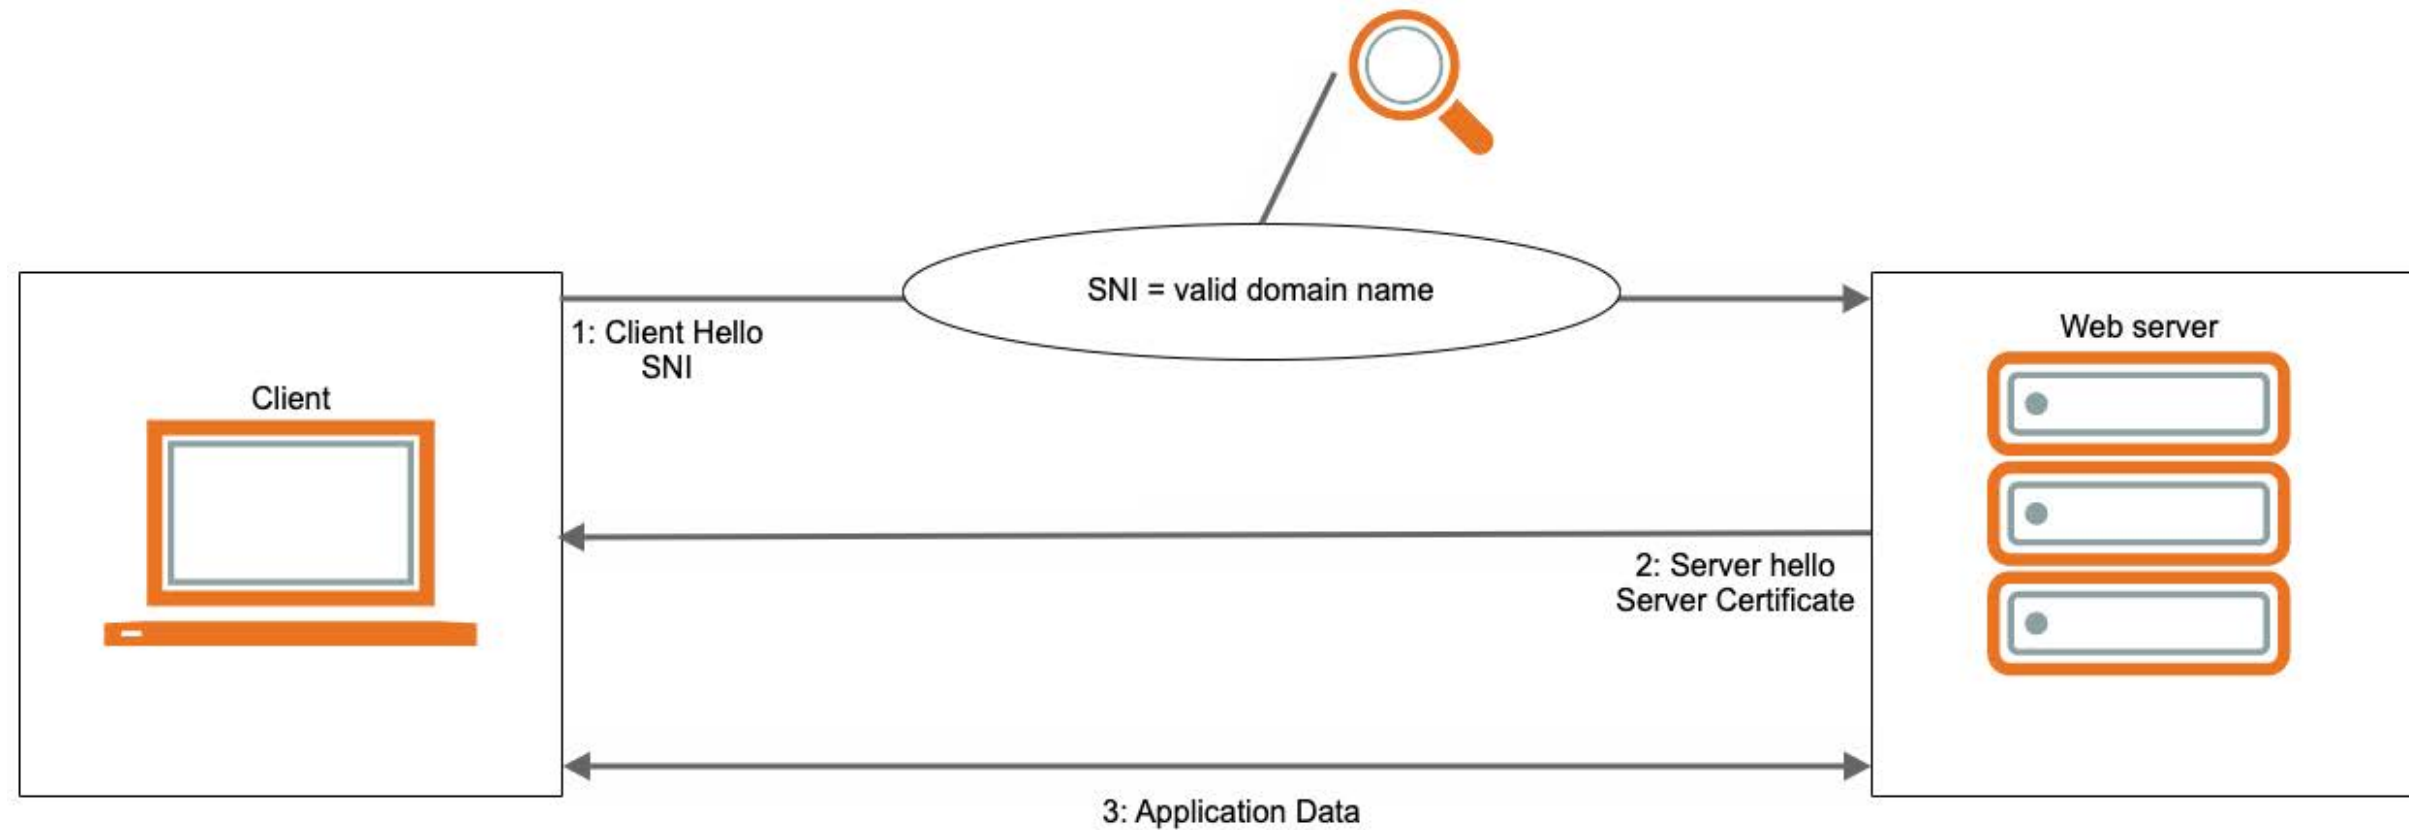 SNI = valid domain name
1: Client Hello
SNI
Client
Web server
2: Server hello
Server Certificate
3: Application Data